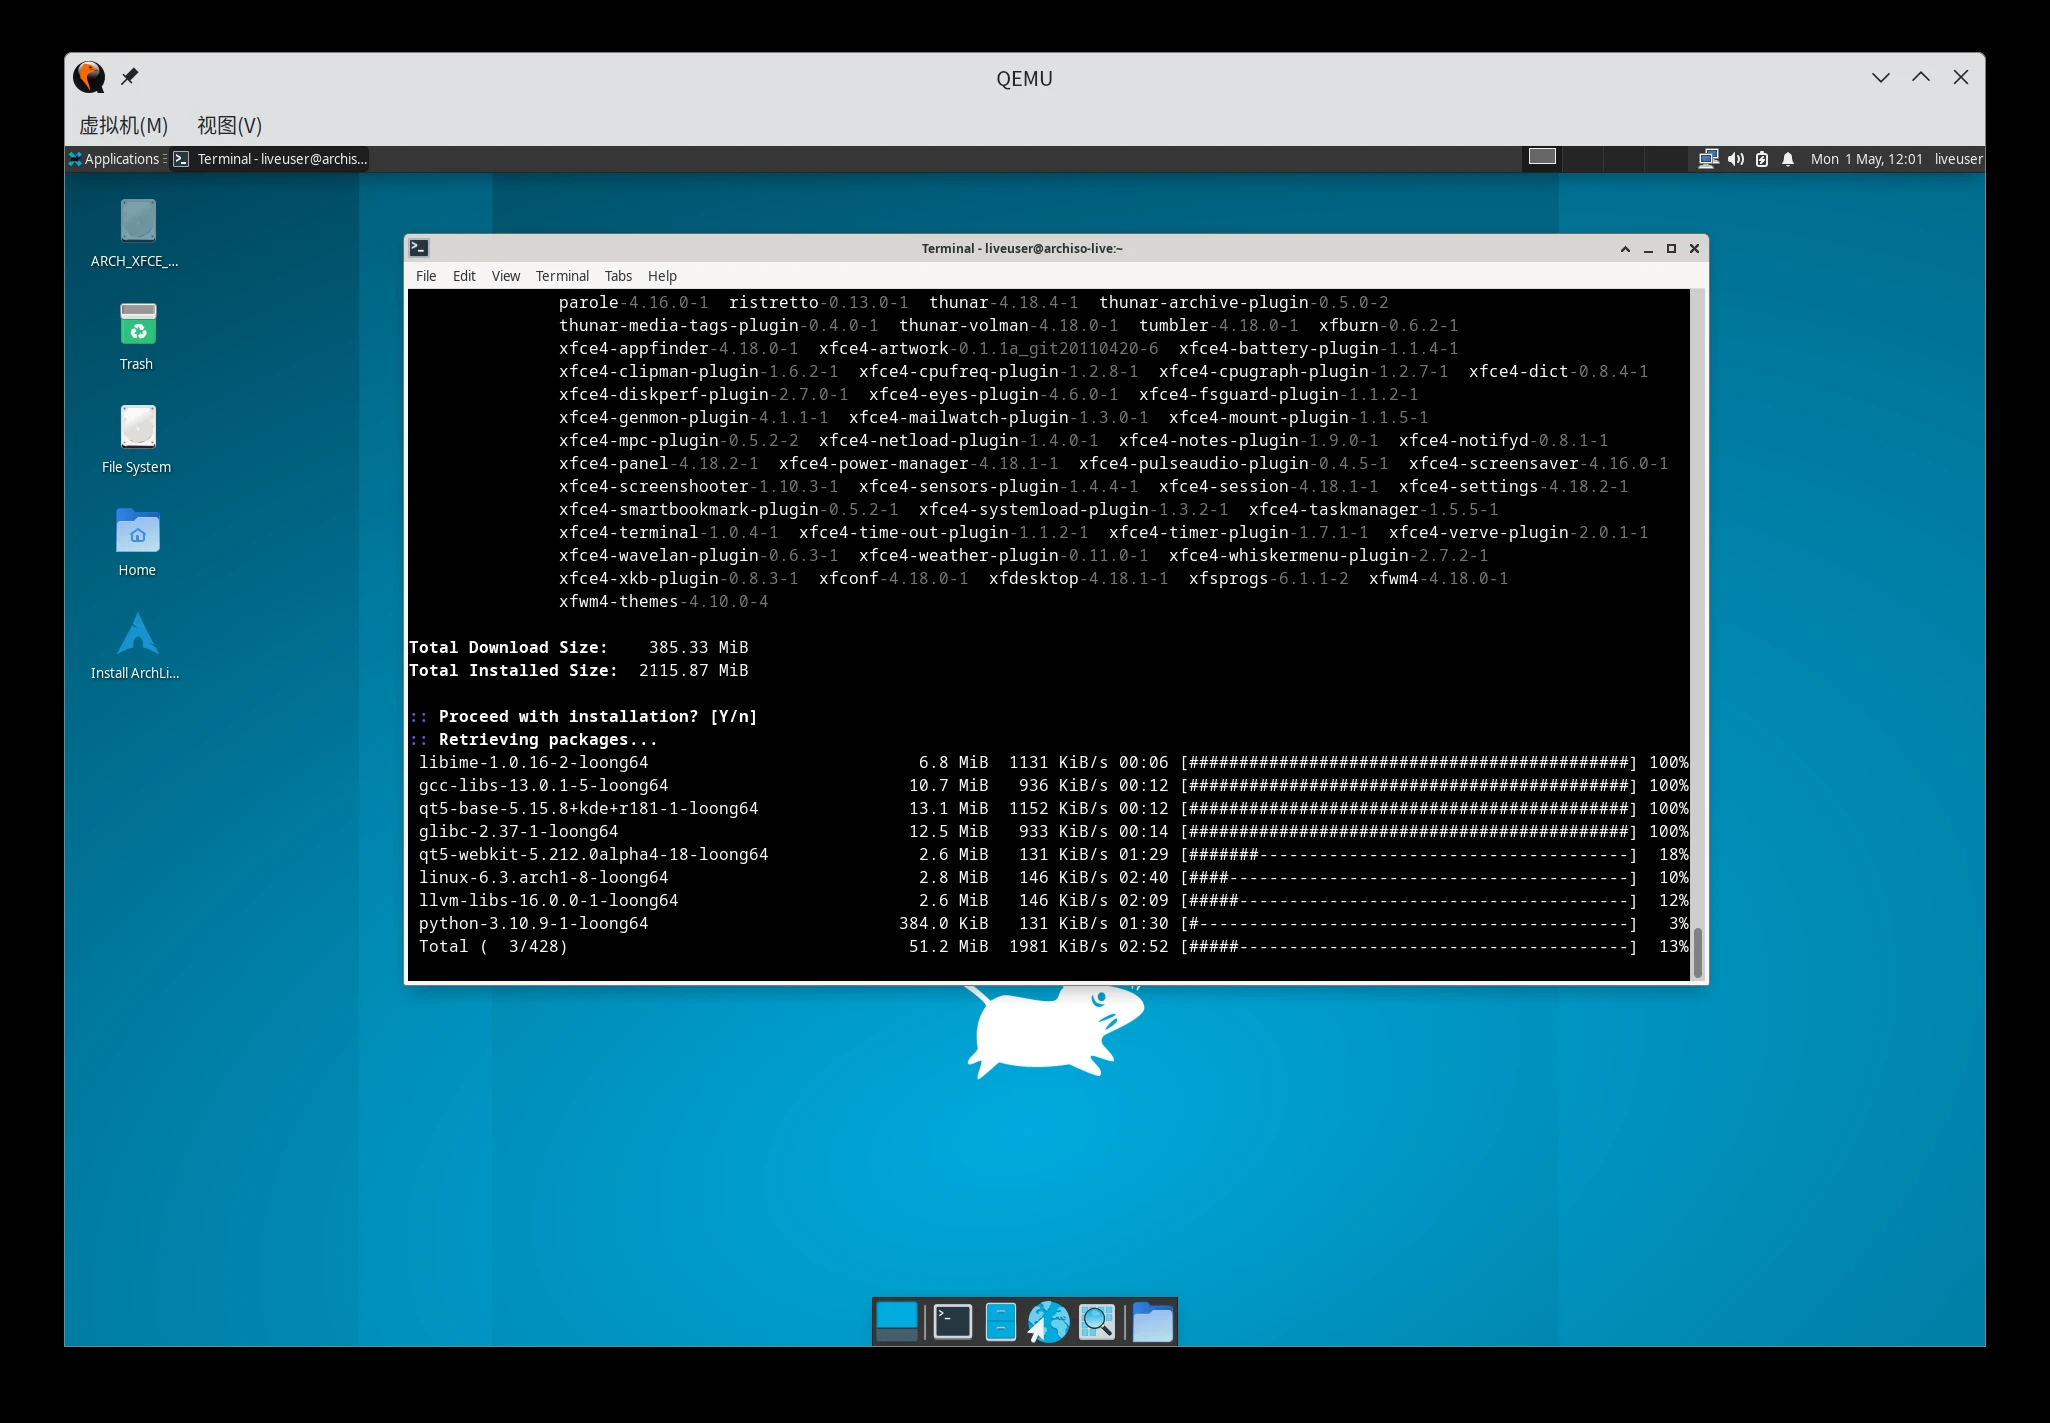 QEMU
虚拟机(M) 视图(V)
Applications Terminal - liveuser@archis... Mon 1 May, 12:01 liveuser
ARCH_XFCE_...
Trash
File System
Home
Install ArchLi...
Terminal - liveuser@archiso-live:~
File Edit View Terminal Tabs Help
parole-4.16.0-1 ristretto-0.13.0-1 thunar-4.18.4-1 thunar-archive-plugin-0.5.0-2
thunar-media-tags-plugin-0.4.0-1 thunar-volman-4.18.0-1 tumbler-4.18.0-1 xfburn-0.6.2-1
xfce4-appfinder-4.18.0-1 xfce4-artwork-0.1.1a_git20110420-6 xfce4-battery-plugin-1.1.4-1
xfce4-clipman-plugin-1.6.2-1 xfce4-cpufreq-plugin-1.2.8-1 xfce4-cpugraph-plugin-1.2.7-1 xfce4-dict-0.8.4-1
xfce4-diskperf-plugin-2.7.0-1 xfce4-eyes-plugin-4.6.0-1 xfce4-fsguard-plugin-1.1.2-1
xfce4-genmon-plugin-4.1.1-1 xfce4-mailwatch-plugin-1.3.0-1 xfce4-mount-plugin-1.1.5-1
xfce4-mpc-plugin-0.5.2-2 xfce4-netload-plugin-1.4.0-1 xfce4-notes-plugin-1.9.0-1 xfce4-notifyd-0.8.1-1
xfce4-panel-4.18.2-1 xfce4-power-manager-4.18.1-1 xfce4-pulseaudio-plugin-0.4.5-1 xfce4-screensaver-4.16.0-1
xfce4-screenshooter-1.10.3-1 xfce4-sensors-plugin-1.4.4-1 xfce4-session-4.18.1-1 xfce4-settings-4.18.2-1
xfce4-smartbookmark-plugin-0.5.2-1 xfce4-systemload-plugin-1.3.2-1 xfce4-taskmanager-1.5.5-1
xfce4-terminal-1.0.4-1 xfce4-time-out-plugin-1.1.2-1 xfce4-timer-plugin-1.7.1-1 xfce4-verve-plugin-2.0.1-1
xfce4-wavelan-plugin-0.6.3-1 xfce4-weather-plugin-0.11.0-1 xfce4-whiskermenu-plugin-2.7.2-1
xfce4-xkb-plugin-0.8.3-1 xfconf-4.18.0-1 xfdesktop-4.18.1-1 xfsprogs-6.1.1-2 xfwm4-4.18.0-1
xfwm4-themes-4.10.0-4
Total Download Size: 385.33 MiB
Total Installed Size: 2115.87 MiB
:: Proceed with installation? [Y/n]
:: Retrieving packages...
libime-1.0.16-2-loong64 6.8 MiB 1131 KiB/s 00:06 [############################################] 100%
gcc-libs-13.0.1-5-loong64 10.7 MiB 936 KiB/s 00:12 [############################################] 100%
qt5-base-5.15.8+kde+r181-1-loong64 13.1 MiB 1152 KiB/s 00:12 [############################################] 100%
glibc-2.37-1-loong64 12.5 MiB 933 KiB/s 00:14 [############################################] 100%
qt5-webkit-5.212.0alpha4-18-loong64 2.6 MiB 131 KiB/s 01:29 [#######-------------------------------------] 18%
linux-6.3.arch1-8-loong64 2.8 MiB 146 KiB/s 02:40 [####----------------------------------------] 10%
llvm-libs-16.0.0-1-loong64 2.6 MiB 146 KiB/s 02:09 [#####---------------------------------------] 12%
python-3.10.9-1-loong64 384.0 KiB 131 KiB/s 01:30 [#-------------------------------------------] 3%
Total ( 3/428) 51.2 MiB 1981 KiB/s 02:52 [#####---------------------------------------] 13%